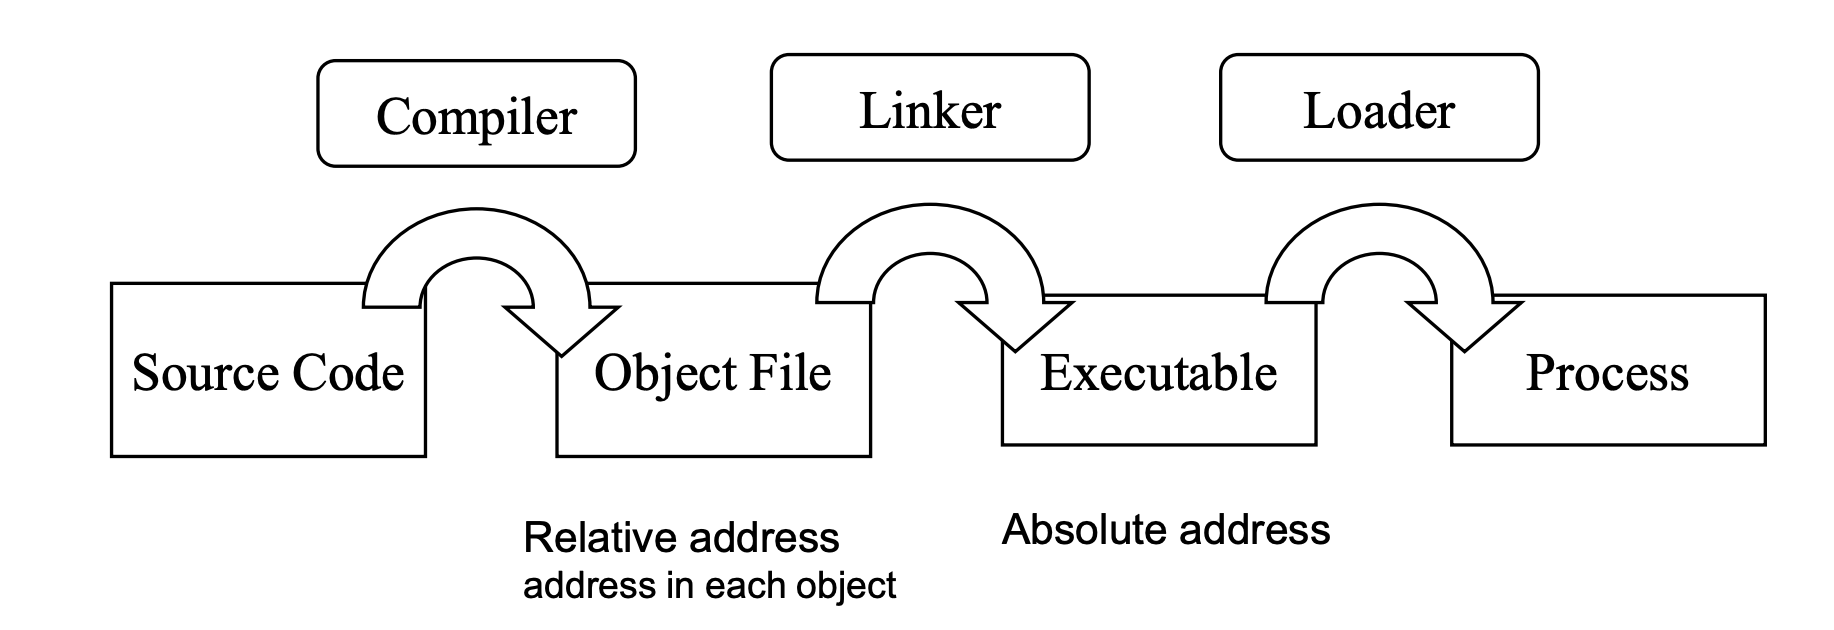 Compiler
Linker
Loader
Source Code
Object File
Executable
Process
Relative address
address in each object
Absolute address